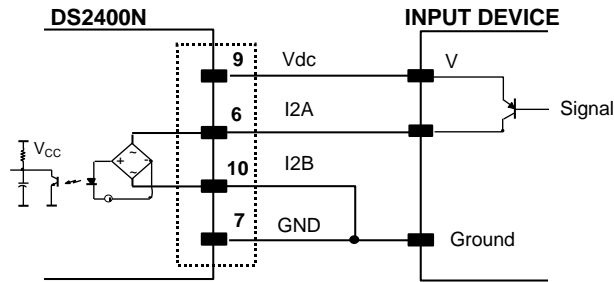 DS2400N INPUT DEVICE
9 Vdc V
6 I2A Signal
VCC
10 I2B
7 GND Ground